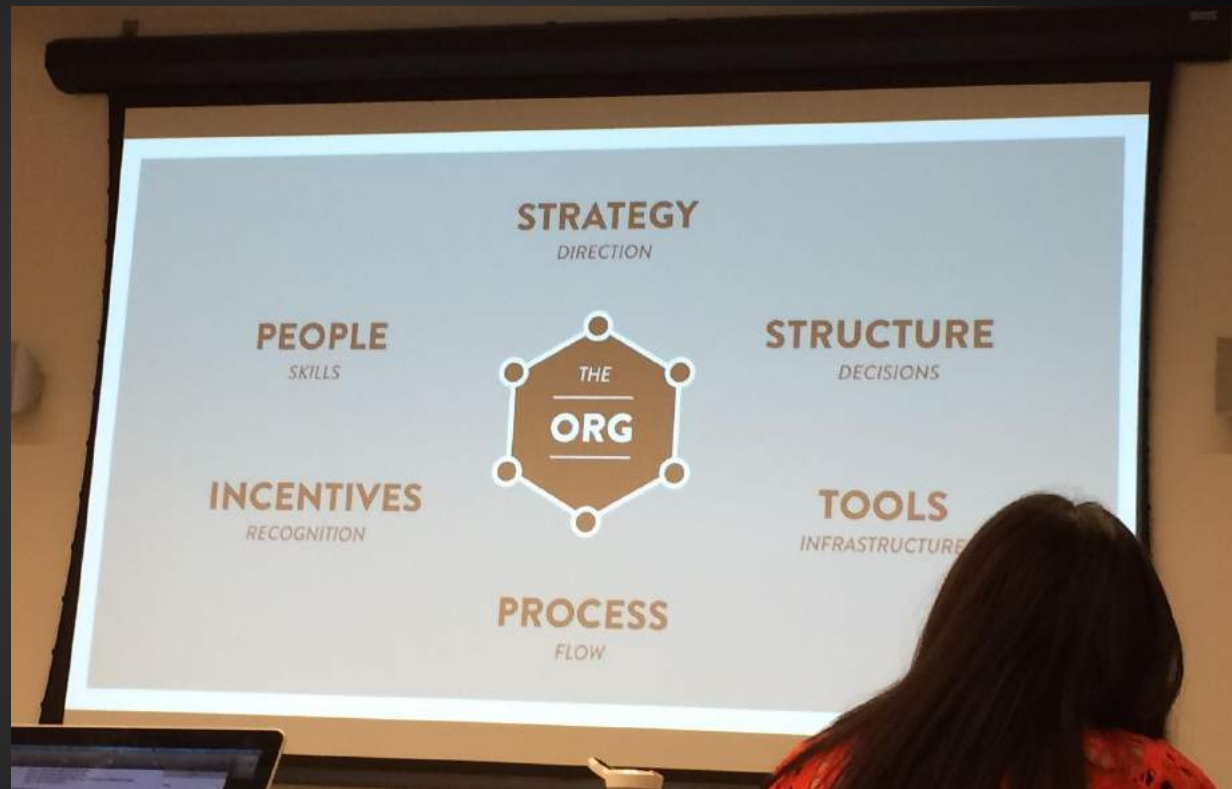 STRATEGY
DIRECTION
PEOPLE
SKILLS
STRUCTURE
DECISIONS
THE
ORG
INCENTIVES
RECOGNITION
TOOLS
INFRASTRUCTURE
PROCESS
FLOW